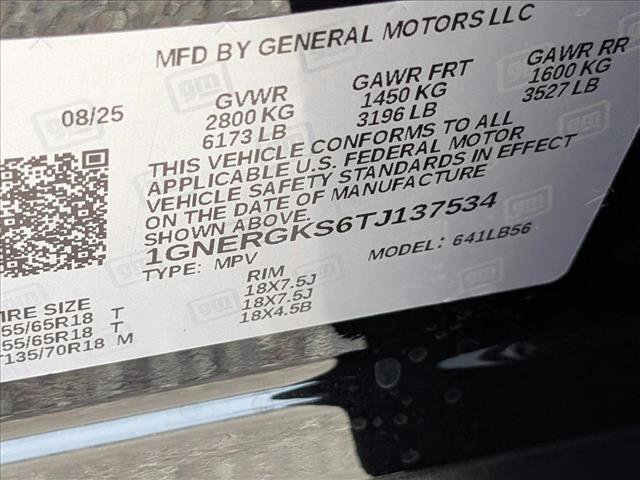 MFD BY GENERAL MOTORS LLC
08/25
GVWR GAWR FRT GAWR RR
2800 KG 1450 KG 1600 KG
6173 LB 3196 LB 3527 LB
THIS VEHICLE CONFORMS TO ALL
APPLICABLE U.S. FEDERAL MOTOR
VEHICLE SAFETY STANDARDS IN EFFECT
ON THE DATE OF MANUFACTURE
SHOWN ABOVE.
1GNERGKS6TJ137534
TYPE: MPV MODEL: 641LB56
IRE SIZE RIM
55/65R18 T 18X7.5J
55/65R18 T 18X7.5J
T135/70R18 M 18X4.5B
gm